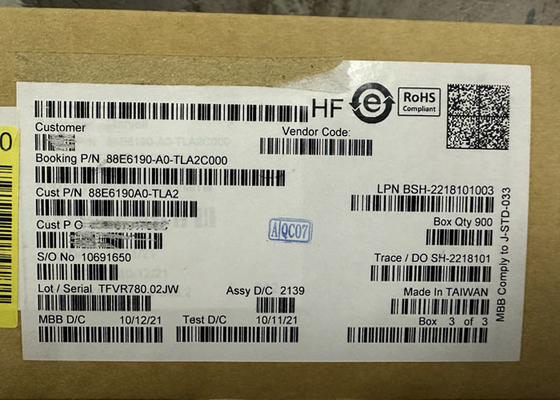 HF e RoHS
Compliant
Customer
Vendor Code:
Booking P/N 88E6190-A0-TLA2C000
Cust P/N 88E6190A0-TLA2
LPN BSH-2218101003
Cust P O
Box Qty 900
AQC07
S/O No 10691650
Trace / DO SH-2218101
Lot / Serial TFVR780.02JW
Assy D/C 2139
Made In TAIWAN
MBB D/C 10/12/21
Test D/C 10/11/21
Box 3 of 3
MBB Comply to J-STD-033
0